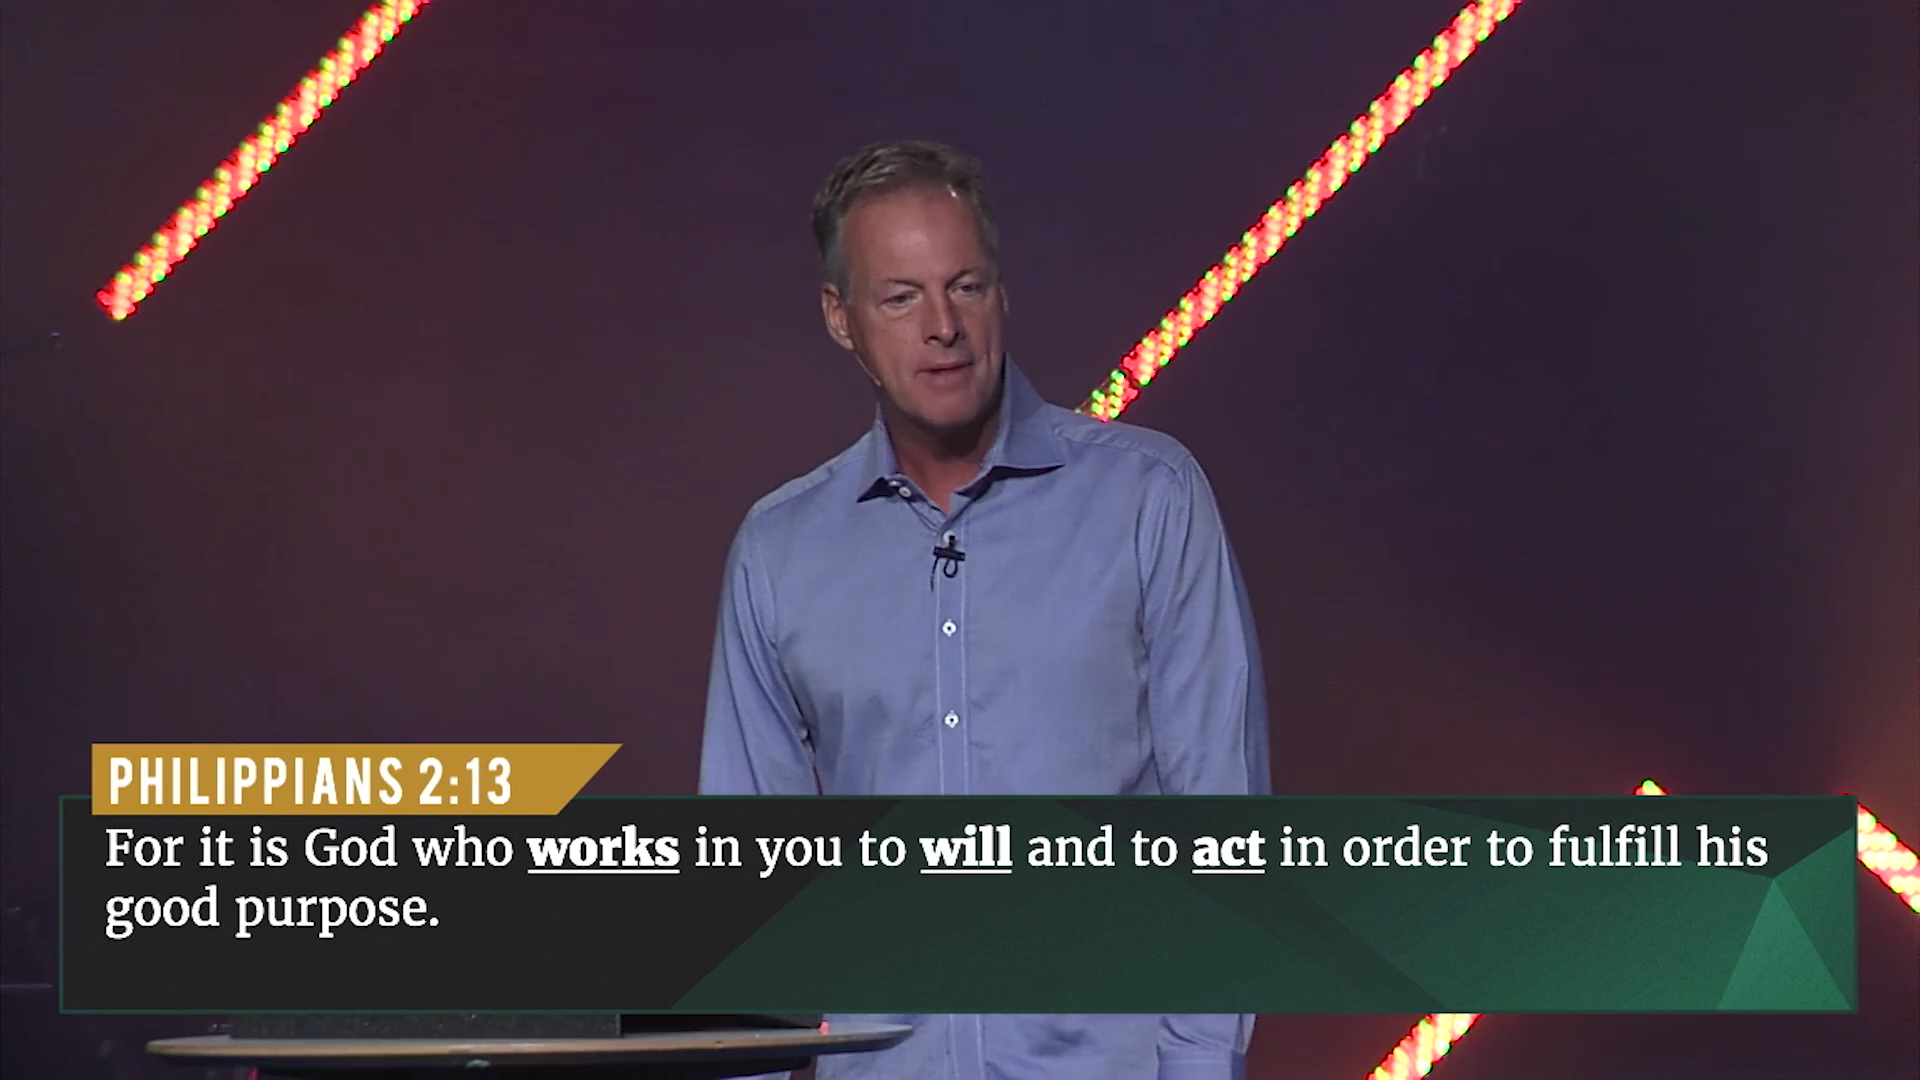 PHILIPPIANS 2:13
For it is God who works in you to will and to act in order to fulfill his
good purpose.